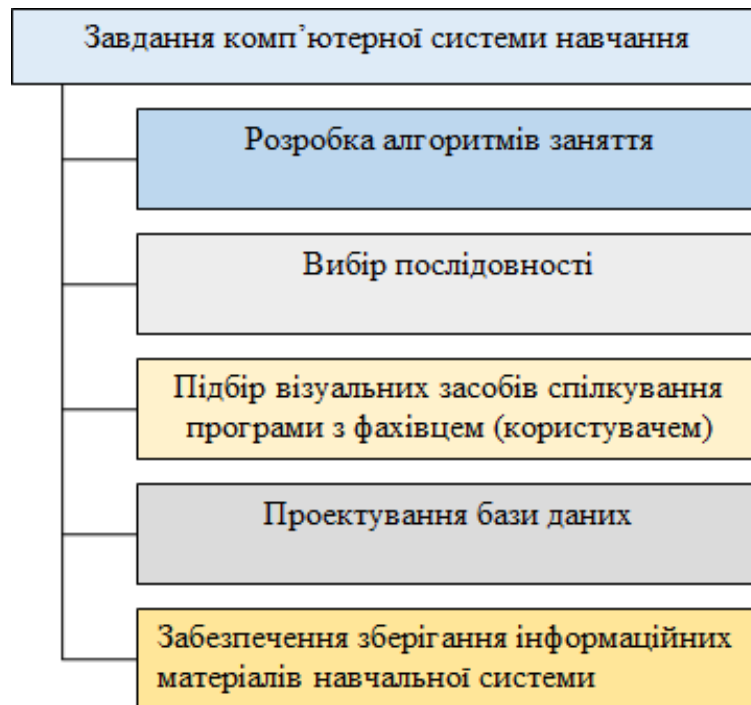 Завдання комп’ютерної системи навчання
Розробка алгоритмів заняття
Вибір послідовності
Підбір візуальних засобів спілкування
програми з фахівцем (користувачем)
Проектування бази даних
Забезпечення зберігання інформаційних
матеріалів навчальної системи